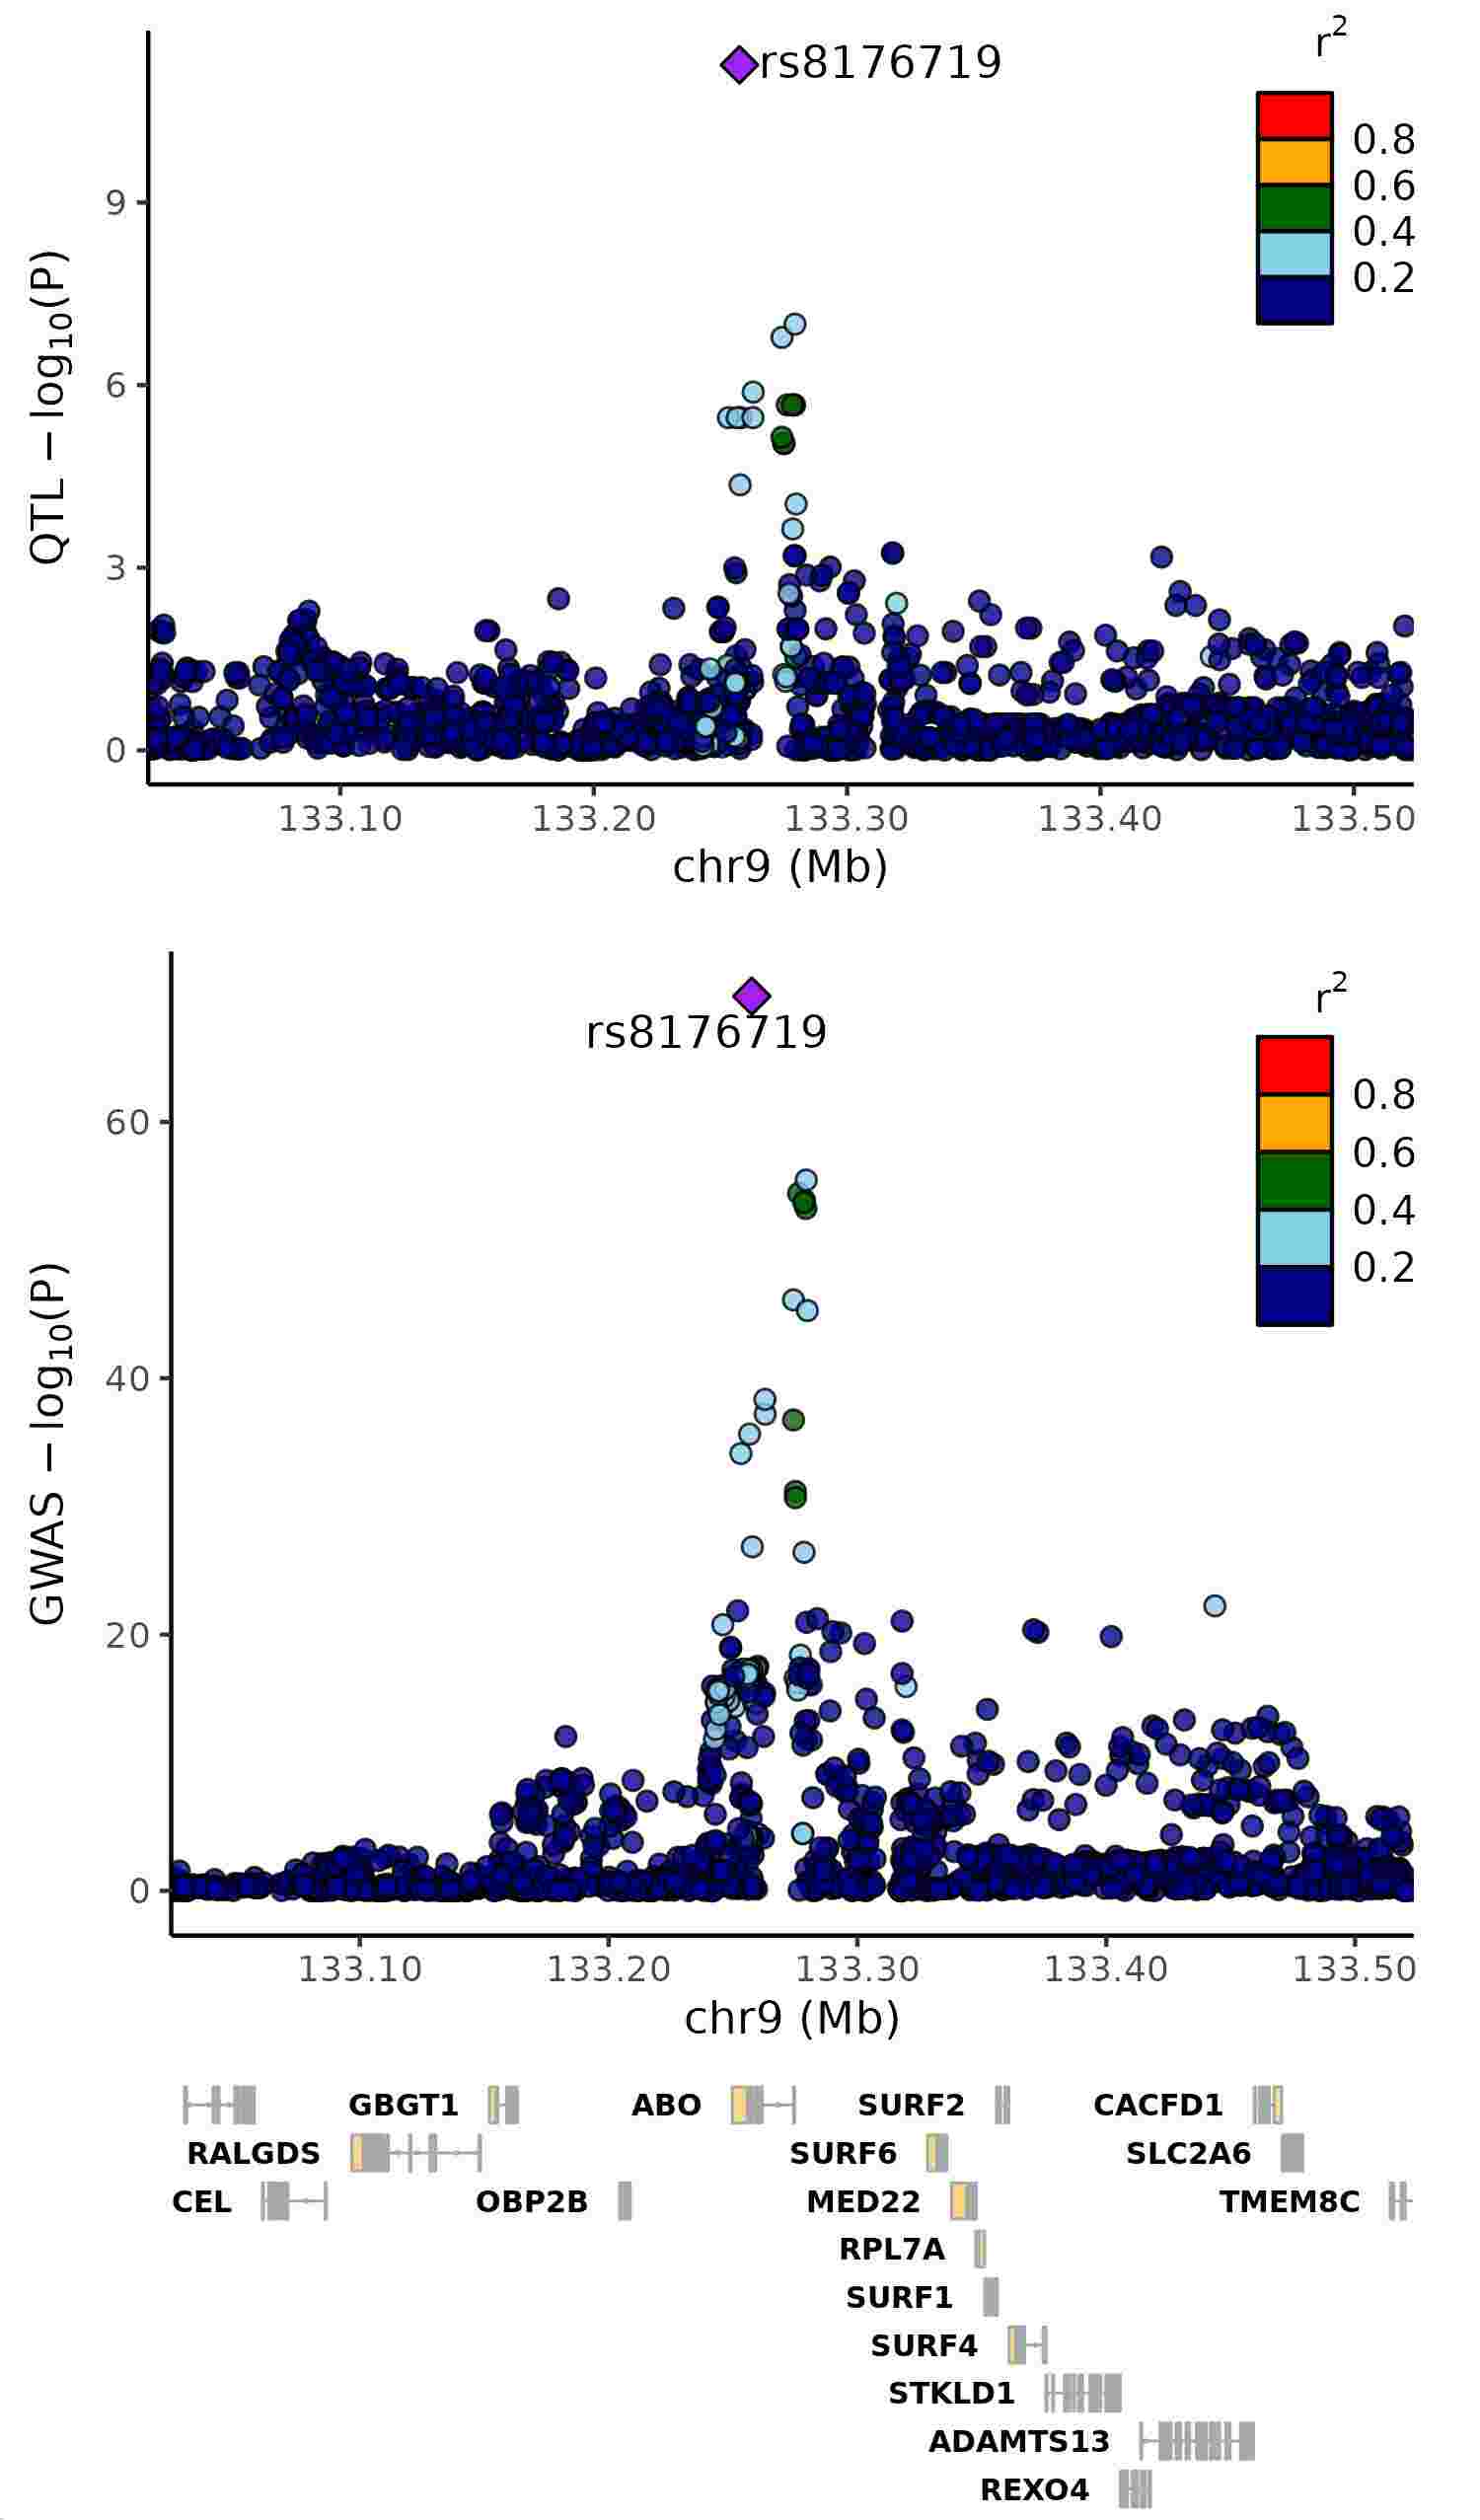 rs8176719
r2
0.8
0.6
0.4
0.2
QTL −log10(P)
9
6
3
0
133.10 133.20 133.30 133.40 133.50
chr9 (Mb)
rs8176719
r2
0.8
0.6
0.4
0.2
GWAS −log10(P)
60
40
20
0
133.10 133.20 133.30 133.40 133.50
chr9 (Mb)
GBGT1 ABO SURF2 CACFD1
RALGDS SURF6 SLC2A6
CEL OBP2B MED22 TMEM8C
RPL7A
SURF1
SURF4
STKLD1
ADAMTS13
REXO4